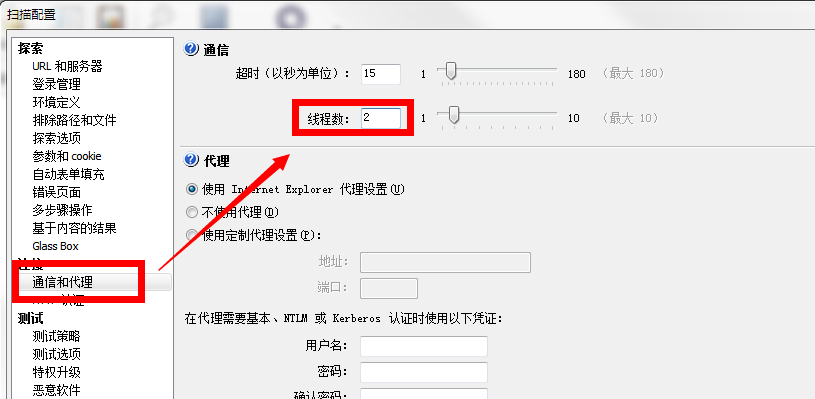 扫描配置
探索
URL 和服务器
登录管理
环境定义
排除路径和文件
探索选项
参数和 cookie
自动表单填充
错误页面
多步骤操作
基于内容的结果
Glass Box
连接
通信和代理
认证
测试
测试策略
测试选项
特权升级
恶意软件
通信
超时（以秒为单位）： 15 1 180 （最大 180）
线程数： 2 1 10 （最大 10）
代理
使用 Internet Explorer 代理设置(U)
不使用代理(D)
使用定制代理设置(P)：
地址：
端口：
在代理需要基本、NTLM 或 Kerberos 认证时使用以下凭证：
用户名：
密码：
确认密码：